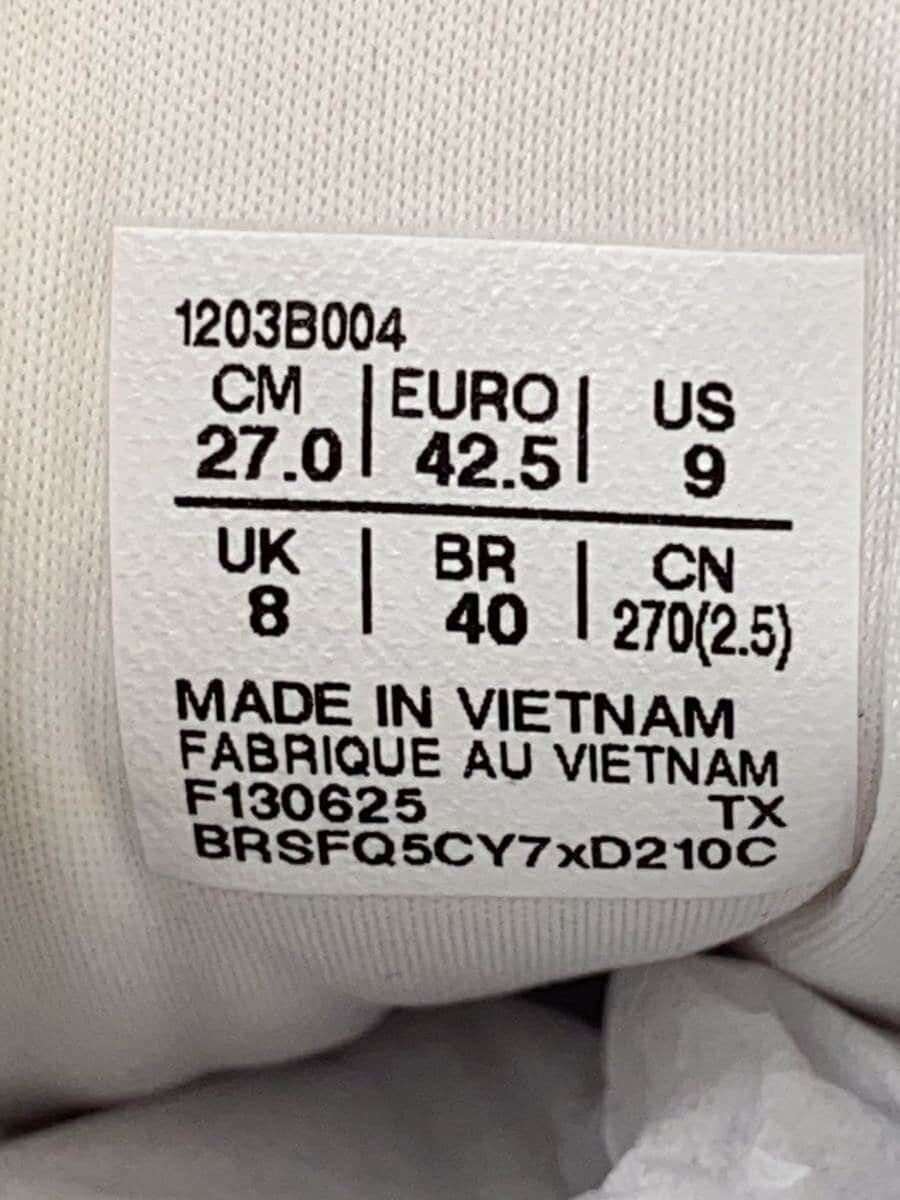 1203B004
CM | EURO | US
27.0 | 42.5 | 9
UK | BR | CN
8 | 40 | 270(2.5)
MADE IN VIETNAM
FABRIQUE AU VIETNAM
F130625 TX
BRSFQ5CY7xD210C